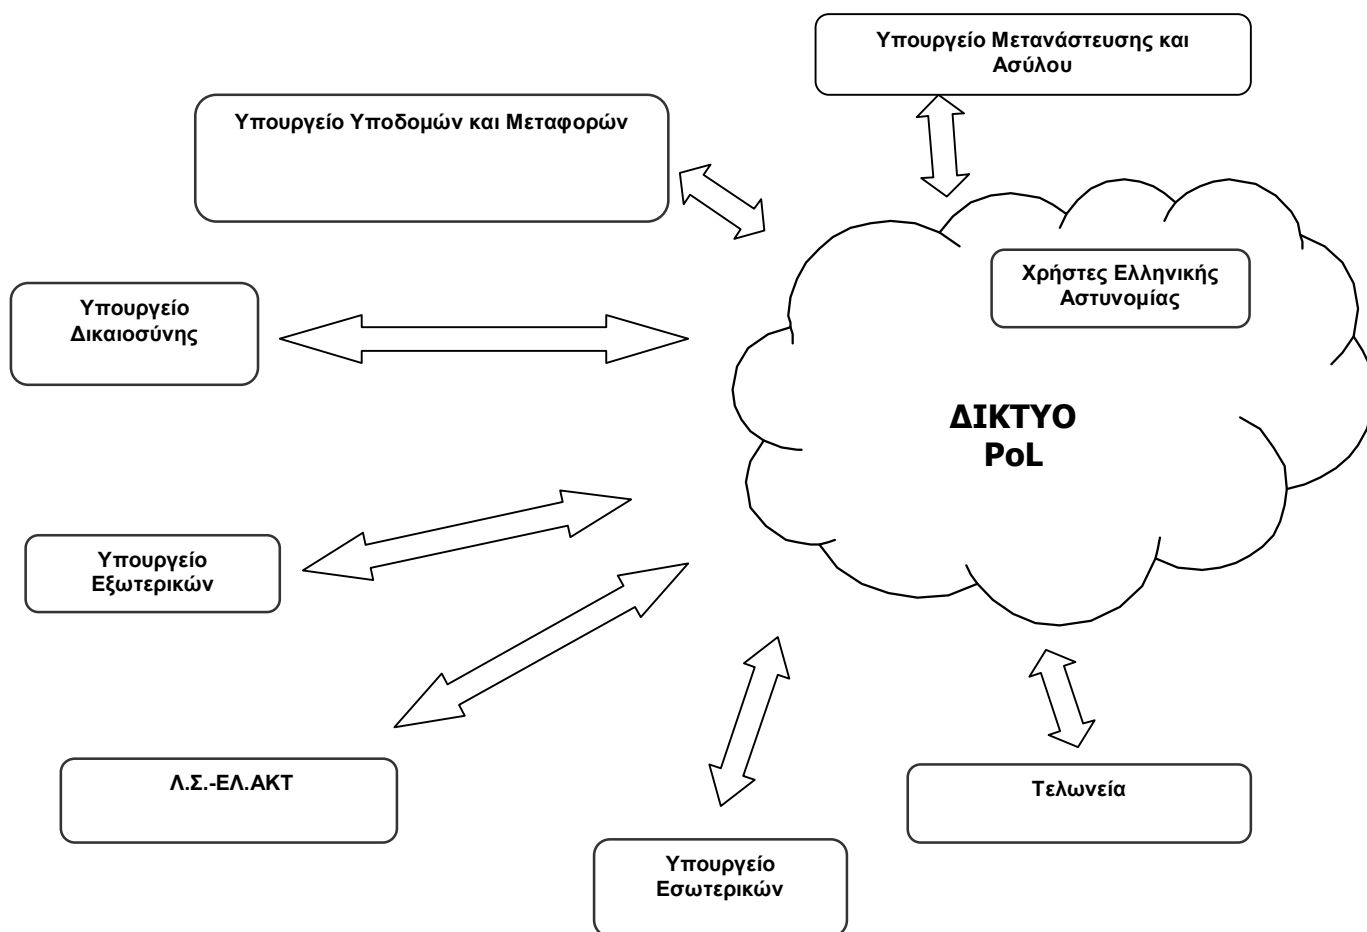 Υπουργείο Μετανάστευσης και
Ασύλου
Υπουργείο Υποδομών και Μεταφορών
Χρήστες Ελληνικής
Αστυνομίας
Υπουργείο
Δικαιοσύνης
ΔΙΚΤΥΟ
PoL
Υπουργείο
Εξωτερικών
Λ.Σ.-ΕΛ.ΑΚΤ
Τελωνεία
Υπουργείο
Εσωτερικών